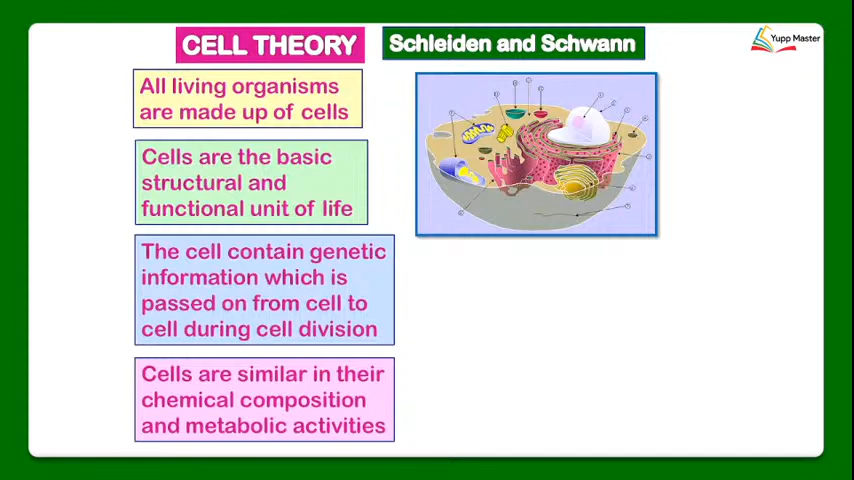 CELL THEORY
Schleiden and Schwann
Yupp Master
All living organisms
are made up of cells
Cells are the basic
structural and
functional unit of life
The cell contain genetic
information which is
passed on from cell to
cell during cell division
Cells are similar in their
chemical composition
and metabolic activities